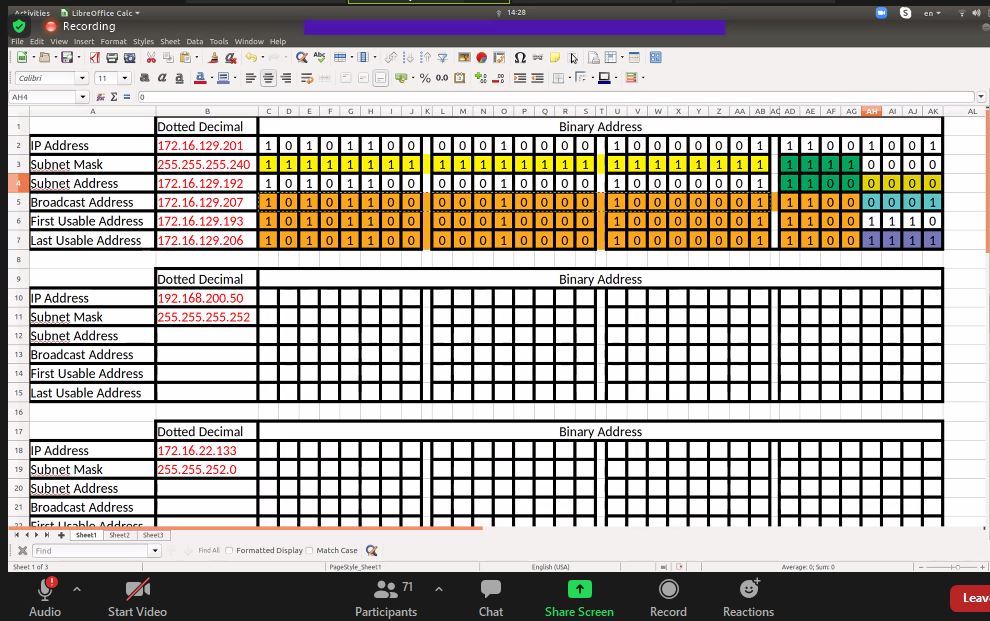 Activities LibreOffice Calc 14:28 en
Recording
File Edit View Insert Format Styles Sheet Data Tools Window Help
Calibri 11
AH4 0
A B C D E F G H I J K L M N O P Q R S T U V W X Y Z AA AB AC AD AE AF AG AH AI AJ AK AL
1 Dotted Decimal Binary Address
2 IP Address 172.16.129.201 1 0 1 0 1 1 0 0 0 0 0 1 0 0 0 0 1 0 0 0 0 0 0 1 1 1 0 0 1 0 0 1
3 Subnet Mask 255.255.255.240 1 1 1 1 1 1 1 1 1 1 1 1 1 1 1 1 1 1 1 1 1 1 1 1 1 1 1 1 0 0 0 0
4 Subnet Address 172.16.129.192 1 0 1 0 1 1 0 0 0 0 0 1 0 0 0 0 1 0 0 0 0 0 0 1 1 1 0 0 0 0 0 0
5 Broadcast Address 172.16.129.207 1 0 1 0 1 1 0 0 0 0 0 1 0 0 0 0 1 0 0 0 0 0 0 1 1 1 0 0 0 0 0 1
6 First Usable Address 172.16.129.193 1 0 1 0 1 1 0 0 0 0 0 1 0 0 0 0 1 0 0 0 0 0 0 1 1 1 0 0 1 1 1 0
7 Last Usable Address 172.16.129.206 1 0 1 0 1 1 0 0 0 0 0 1 0 0 0 0 1 0 0 0 0 0 0 1 1 1 0 0 1 1 1 1
8
9 Dotted Decimal Binary Address
10 IP Address 192.168.200.50
11 Subnet Mask 255.255.255.252
12 Subnet Address
13 Broadcast Address
14 First Usable Address
15 Last Usable Address
16
17 Dotted Decimal Binary Address
18 IP Address 172.16.22.133
19 Subnet Mask 255.255.252.0
20 Subnet Address
21 Broadcast Address
22 First Usable Address
Sheet1 Sheet2 Sheet3
Find Find All Formatted Display Match Case
Sheet 1 of 3 PageStyle_Sheet1 English (USA) Average: 0; Sum: 0
71
Audio Start Video Participants Chat Share Screen Record Reactions Leave